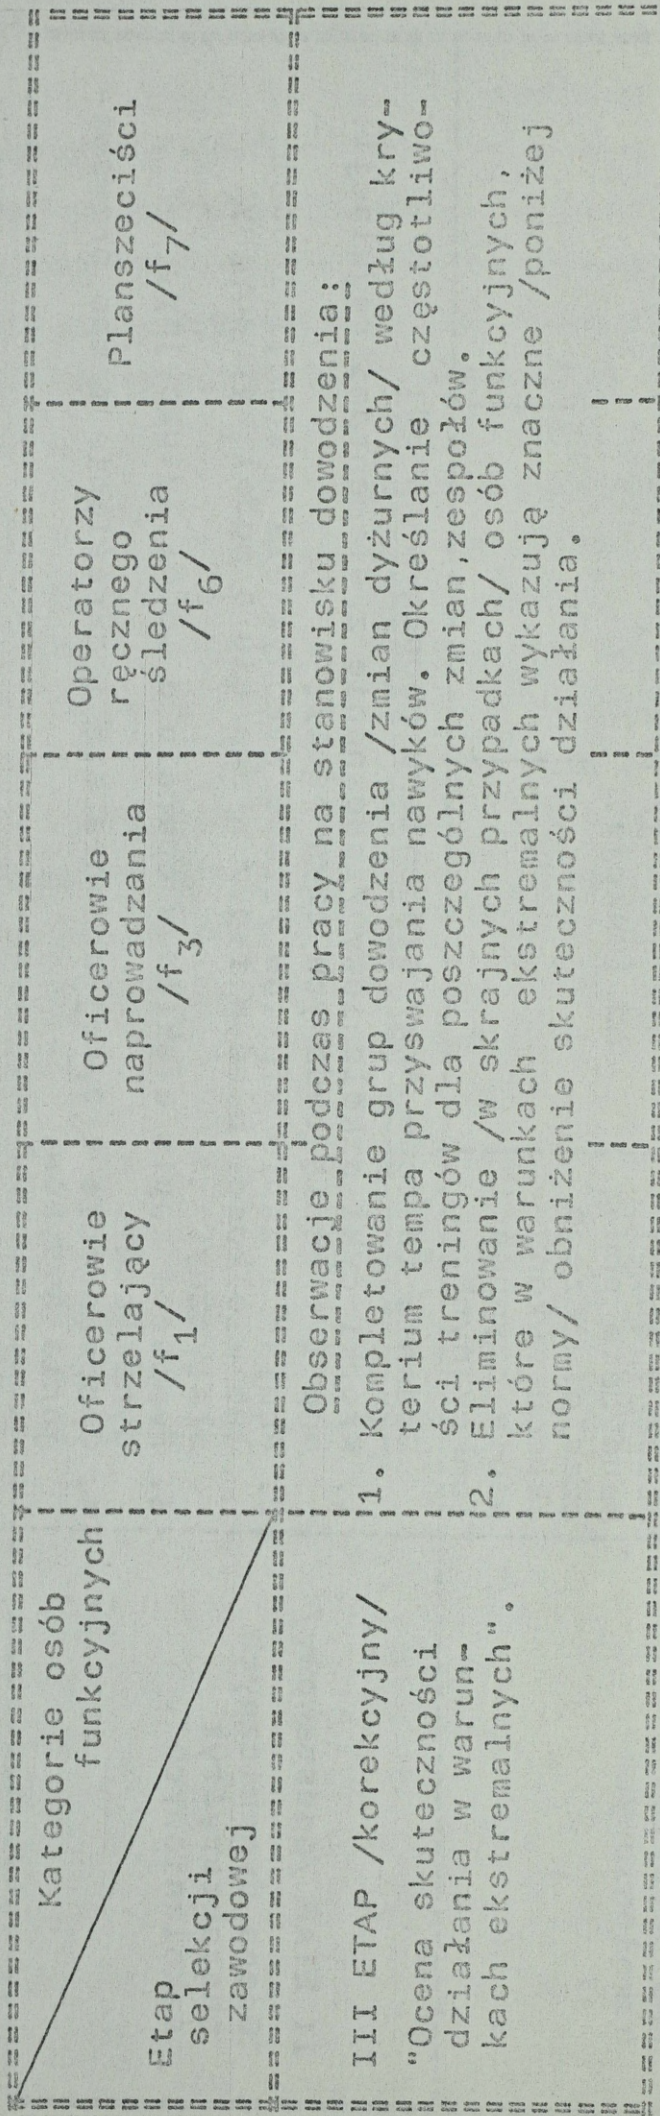 Kategorie osób
funkcyjnych
Etap
selekcji
zawodowej
Oficerowie
strzelający
/f1/
Oficerowie
naprowadzania
/f3/
Operatorzy
ręcznego
śledzenia
/f6/
Planszeciści
/f7/
III ETAP /korekcyjny/
"Ocena skuteczności
działania w warun-
kach ekstremalnych".
Obserwacje podczas pracy na stanowisku dowodzenia:
1. Kompletowanie grup dowodzenia /zmian dyżurnych/ według kry-
terium tempa przyswajania nawyków. Określanie częstotliwo-
ści treningów dla poszczególnych zmian, zespołów.
2. Eliminowanie /w skrajnych przypadkach/ osób funkcyjnych,
które w warunkach ekstremalnych wykazują znaczne /poniżej
normy/ obniżenie skuteczności działania.